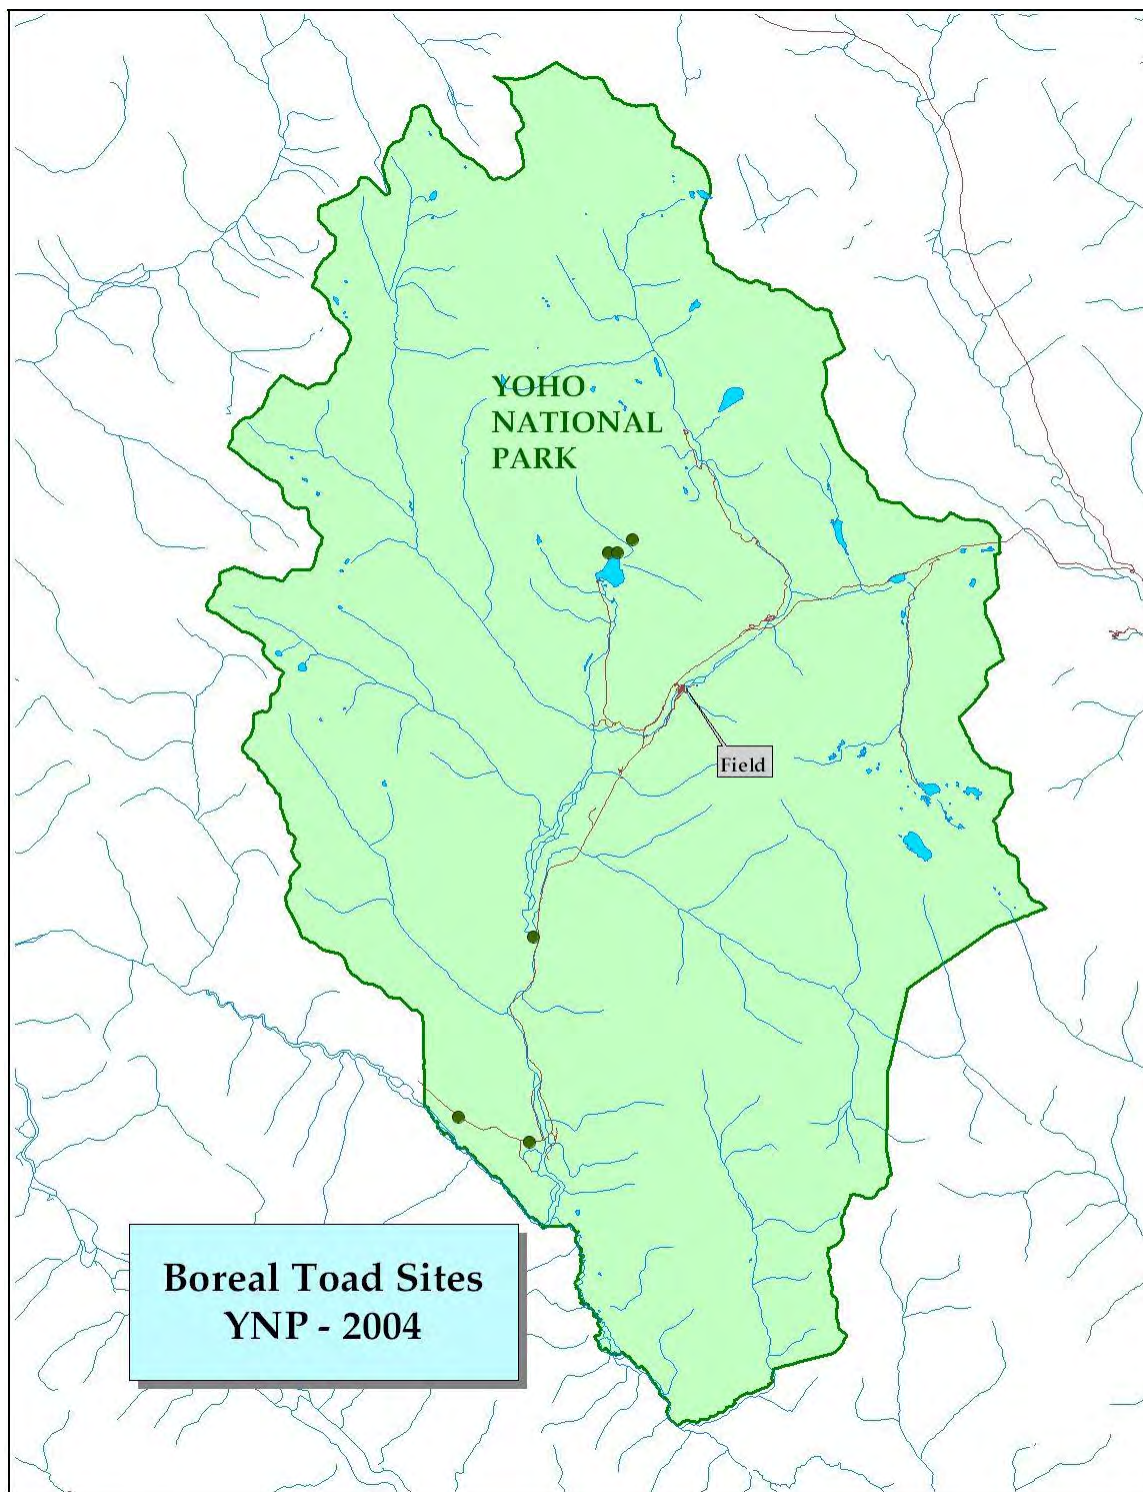 YOHO
NATIONAL
PARK
Field
Boreal Toad Sites
YNP - 2004